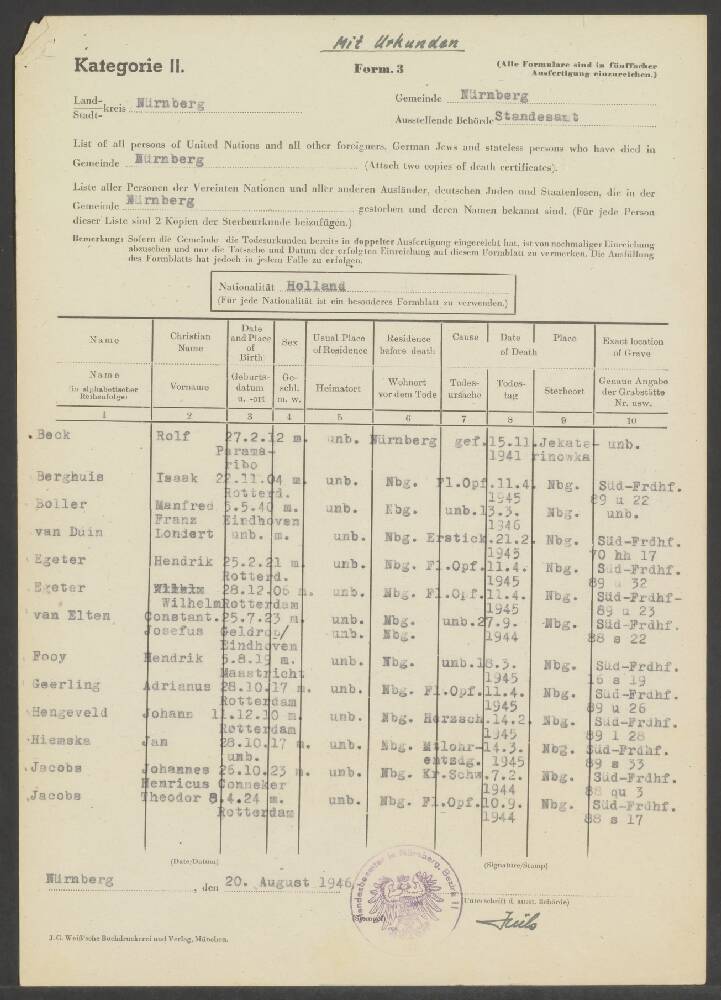 Mit Urkunden
Kategorie II.
Form. 3
(Alle Formulare sind in fünffacher
Ausfertigung einzureichen.)
Land-
Stadt- kreis Nürnberg
Gemeinde Nürnberg
Ausstellende Behörde Standesamt
List of all persons of United Nations and all other foreigners, German Jews and stateless persons who have died in
Gemeinde Nürnberg (Attach two copies of death certificates).
Liste aller Personen der Vereinten Nationen und aller anderen Ausländer, deutschen Juden und Staatenlosen, die in der
Gemeinde Nürnberg gestorben und deren Namen bekannt sind. (Für jede Person
dieser Liste sind 2 Kopien der Sterbeurkunde beizufügen.)
Bemerkung: Sofern die Gemeinde die Todesurkunden bereits in doppelter Ausfertigung eingereicht hat, ist von nochmaliger Einreichung
abzusehen und nur die Tatsache und Datum der erfolgten Einreichung auf diesem Formblatt zu vermerken. Die Ausfüllung
des Formblatts hat jedoch in jedem Falle zu erfolgen.
Nationalität Holland
(Für jede Nationalität ist ein besonderes Formblatt zu verwenden.)
Name | Christian Name | Date and Place of Birth | Sex | Usual Place of Residence | Residence before death | Cause | Date | Place | Exact location of Grave
of Death
Name (in alphabetischer Reihenfolge) | Vorname | Geburts- datum u. -ort | Ge- schl. m. w. | Heimatort | Wohnort vor dem Tode | Todes- ursache | Todes- tag | Sterbeort | Genaue Angabe der Grabstätte Nr. usw.
1 2 3 4 5 6 7 8 9 10
Beck Rolf 27.2.12 m. unb. Nürnberg gef. 15.11. Jekata- unb.
Parama- 1941 rinowka
ribo
Berghuis Isaak 22.11.04 m unb. Nbg. Fl.Opf. 11.4. Nbg. Süd-Frdhf.
Rotterd. 1945 89 u 22
Boller Manfred 5.5.40 m. unb. Nbg. unb. 13.3. Nbg. unb.
Franz Eindhoven 1946
van Duin Londert unb. m. unb. Nbg. Erstick. 21.2. Nbg. Süd-Frdhf.
1945 70 hh 17
Egeter Hendrik 25.2.21 m unb. Nbg. Fl.Opf. 11.4. Nbg. Süd-Frdhf.
Rotterd. 1945 89 u 32
Egeter Wilhelm 28.12.06 m. unb. Nbg. Fl.Opf. 11.4. Nbg. Süd-Frdhf-
Wilhelm Rotterdam 1945 89 u 23
van Elten Constant. 25.7.23 m. unb. Nbg. unb. 27.9. Nbg. Süd-Frdhf.
Josefus Geldrop/ unb. Nbg. 1944 88 s 22
Eindhoven
Fooy Hendrik 5.8.19 m. unb. Nbg. unb. 18.3. Nbg. Süd-Frdhf.
Maastricht 1945 16 a 19
Geerling Adrianus 28.10.17 m. unb. Nbg. Fl.Opf. 11.4. Nbg. Süd-Frdhf.
Rotterdam 1945 89 u 26
Hengeveld Johann 11.12.10 m unb. Nbg. Herzsch. 14.2. Nbg. Süd-Frdhf.
Rotterdam 1945 89 l 28
Hiemska Jan 28.10.17 m. unb. Nbg. Mtlohr- 14.3. Nbg. Süd-Frdhf.
unb. entzdg. 1945 89 s 33
Jacobs Johannes 26.10.23 m. unb. Nbg. Kr.Schw. 7.2. Nbg. Süd-Frdhf.
Henricus Conneker 1944 88 qu 3
Jacobs Theodor 8.4.24 m. unb. Nbg. Fl.Opf. 10.9. Nbg. Süd-Frdhf.
Rotterdam 1944 88 s 17
(Date/Datum)
(Signature/Stamp)
Nürnberg, den 20. August 1946
Standesbeamter in Nürnberg, Bezirk II
(Stempel)
(Unterschrift d. ausst. Behörde)
J.G. Weiß'sche Buchdruckerei und Verlag, München.